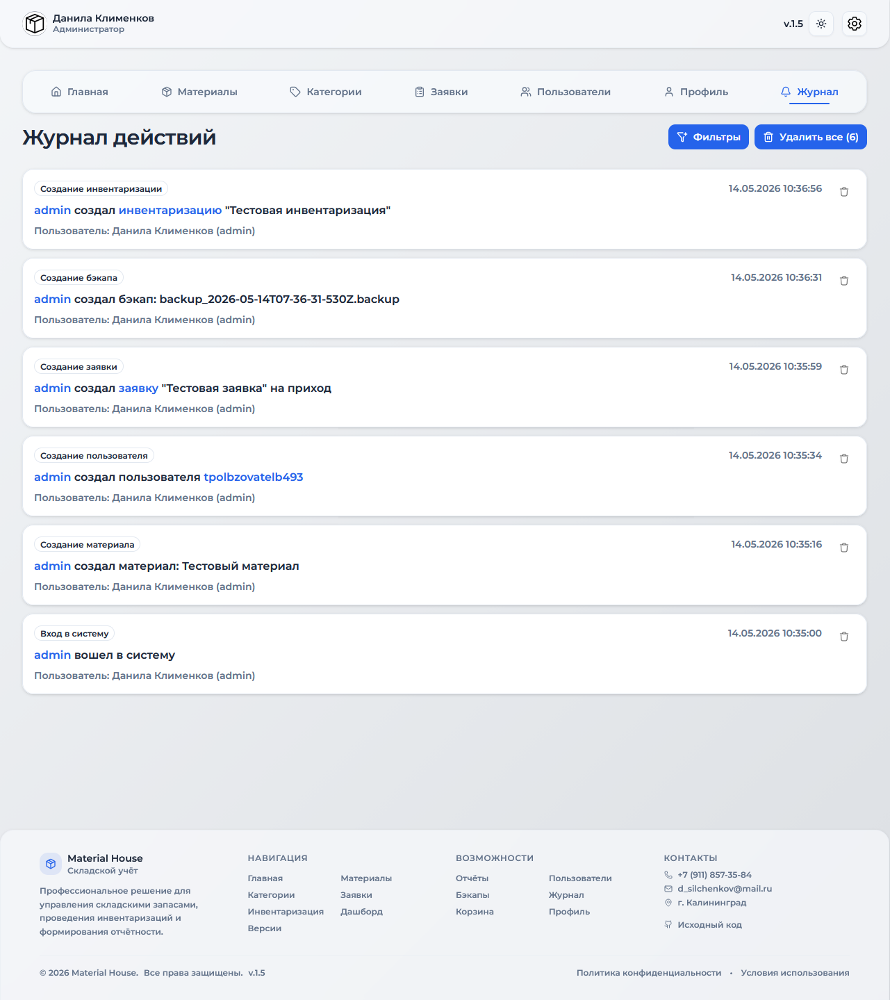 Данила Клименков
Администратор
v.1.5
Главная
Материалы
Категории
Заявки
Пользователи
Профиль
Журнал
Журнал действий
Фильтры
Удалить все (6)
Создание инвентаризации
14.05.2026 10:36:56
admin создал инвентаризацию "Тестовая инвентаризация"
Пользователь: Данила Клименков (admin)
Создание бэкапа
14.05.2026 10:36:31
admin создал бэкап: backup_2026-05-14T07-36-31-530Z.backup
Пользователь: Данила Клименков (admin)
Создание заявки
14.05.2026 10:35:59
admin создал заявку "Тестовая заявка" на приход
Пользователь: Данила Клименков (admin)
Создание пользователя
14.05.2026 10:35:34
admin создал пользователя tpolbzovatelb493
Пользователь: Данила Клименков (admin)
Создание материала
14.05.2026 10:35:16
admin создал материал: Тестовый материал
Пользователь: Данила Клименков (admin)
Вход в систему
14.05.2026 10:35:00
admin вошел в систему
Пользователь: Данила Клименков (admin)
Material House
Складской учёт
Профессиональное решение для
управления складскими запасами,
проведения инвентаризаций и
формирования отчётности.
НАВИГАЦИЯ
Главная
Материалы
Категории
Заявки
Инвентаризация
Дашборд
Версии
ВОЗМОЖНОСТИ
Отчёты
Пользователи
Бэкапы
Журнал
Корзина
Профиль
КОНТАКТЫ
+7 (911) 857-35-84
d_silchenkov@mail.ru
г. Калининград
Исходный код
© 2026 Material House. Все права защищены. v.1.5
Политика конфиденциальности • Условия использования